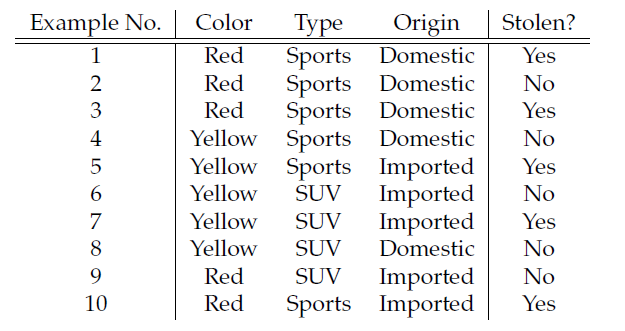 Example No. Color Type Origin Stolen?
1 Red Sports Domestic Yes
2 Red Sports Domestic No
3 Red Sports Domestic Yes
4 Yellow Sports Domestic No
5 Yellow Sports Imported Yes
6 Yellow SUV Imported No
7 Yellow SUV Imported Yes
8 Yellow SUV Domestic No
9 Red SUV Imported No
10 Red Sports Imported Yes